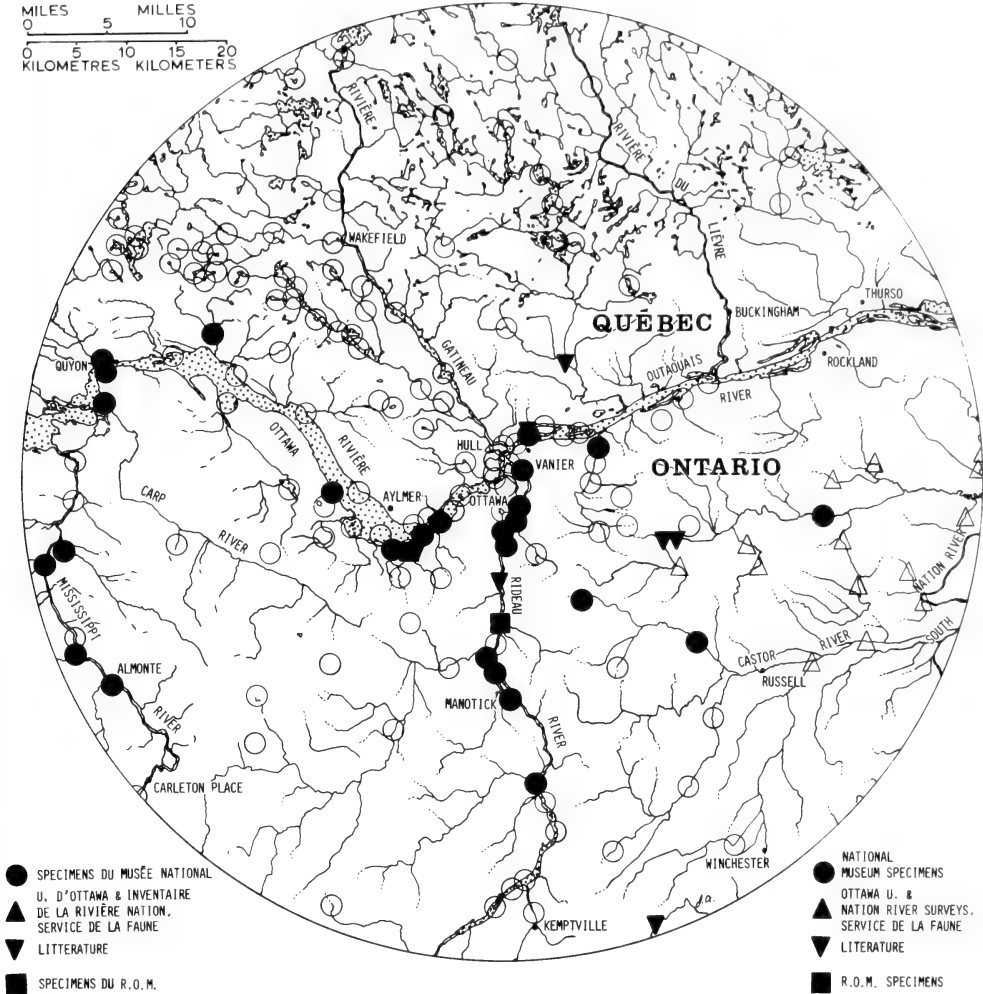 MILES MILLES
0 5 10
0 5 10 15 20
KILOMÈTRES KILOMETERS
RIVIÈRE
RIVIÈRE
DU
LIÈVRE
WAKEFIELD
THURSO
BUCKINGHAM
QUÉBEC
GATINEAU
ROCKLAND
QUYON
OUTAOUAIS
RIVER
OTTAWA
RIVIÈRE
HULL
VANIER
ONTARIO
CARP
RIVER
AYLMER
OTTAWA
NATION RIVER
SOUTH
RIDEAU
MISSISSIPPI
ALMONTE
RIVER
CASTOR
RIVER
RUSSELL
MANOTICK
RIVER
CARLETON PLACE
WINCHESTER
KEMPTVILLE
J.A.
SPECIMENS DU MUSÉE NATIONAL
U. D'OTTAWA & INVENTAIRE
DE LA RIVIÈRE NATION,
SERVICE DE LA FAUNE
LITTERATURE
SPECIMENS DU R.O.M.
NATIONAL
MUSEUM SPECIMENS
OTTAWA U. &
NATION RIVER SURVEYS,
SERVICE DE LA FAUNE
LITERATURE
R.O.M. SPECIMENS